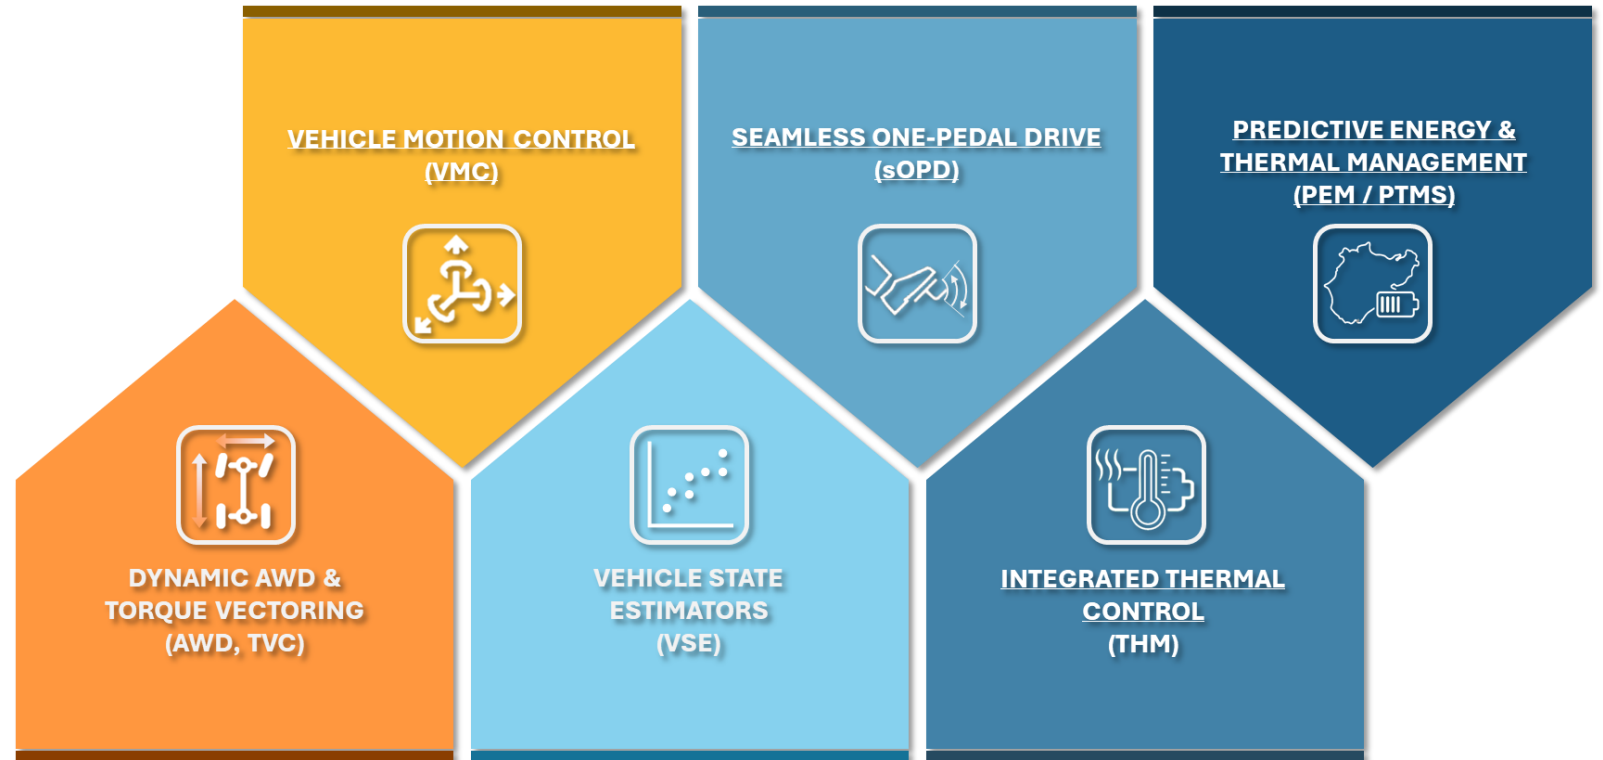 VEHICLE MOTION CONTROL
(VMC)
SEAMLESS ONE-PEDAL DRIVE
(sOPD)
PREDICTIVE ENERGY &
THERMAL MANAGEMENT
(PEM / PTMS)
DYNAMIC AWD &
TORQUE VECTORING
(AWD, TVC)
VEHICLE STATE
ESTIMATORS
(VSE)
INTEGRATED THERMAL
CONTROL
(THM)